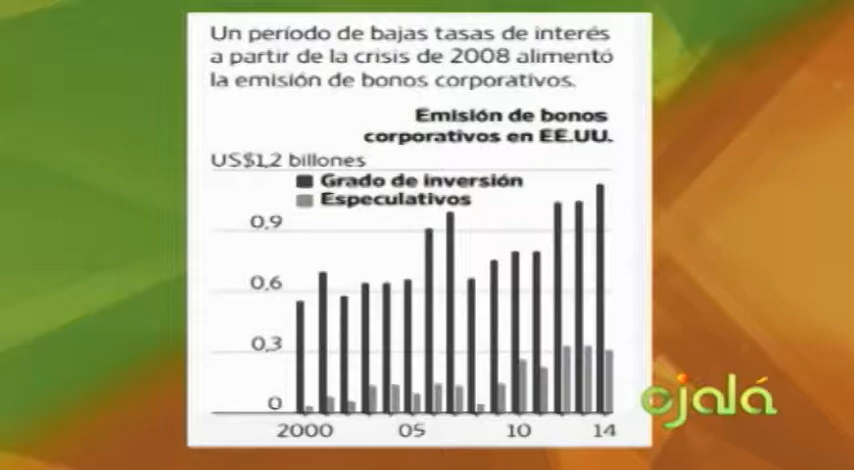 Un período de bajas tasas de interés
a partir de la crisis de 2008 alimentó
la emisión de bonos corporativos.
Emisión de bonos
corporativos en EE.UU.
US$1,2 billones
Grado de inversión
Especulativos
0,9
0,6
0,3
0
2000 05 10 14
ojalá